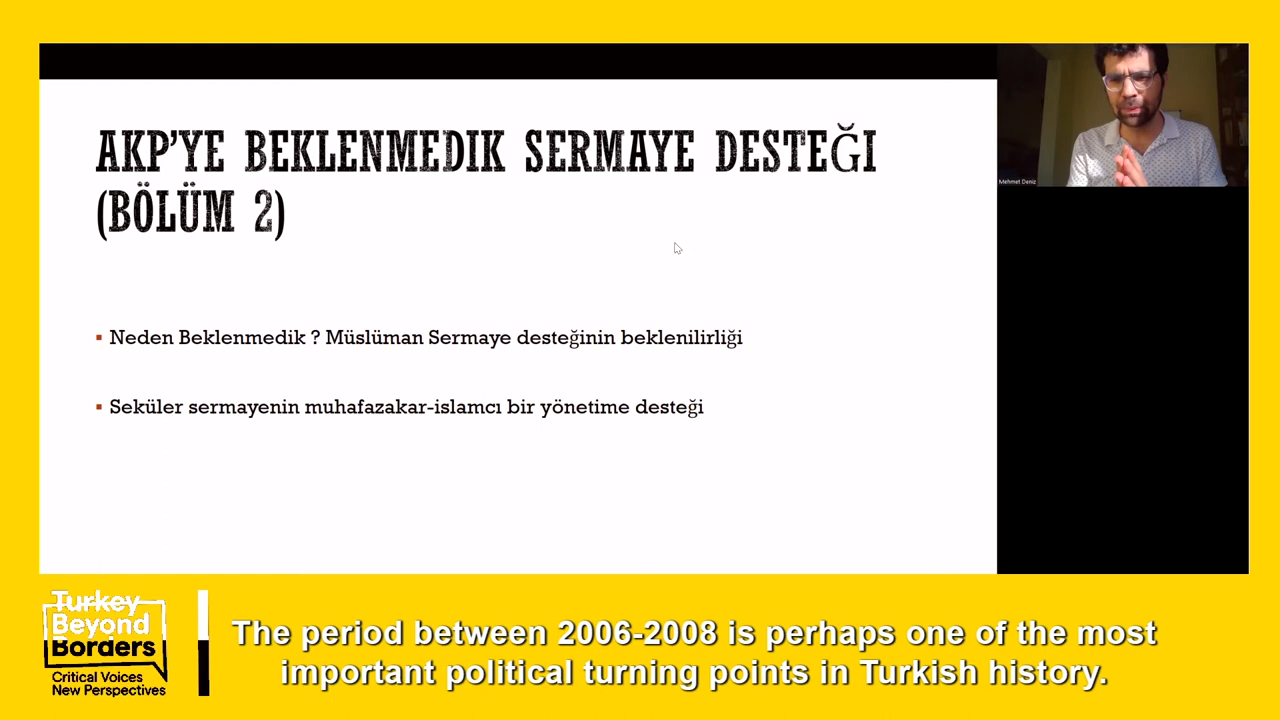 AKP'YE BEKLENMEDIK SERMAYE DESTEĞI
(BÖLÜM 2)
Mehmet Deniz
▪ Neden Beklenmedik ? Müslüman Sermaye desteğinin beklenilirliği
▪ Seküler sermayenin muhafazakar-islamcı bir yönetime desteği
Turkey
Beyond
Borders
Critical Voices
New Perspectives
The period between 2006-2008 is perhaps one of the most
important political turning points in Turkish history.